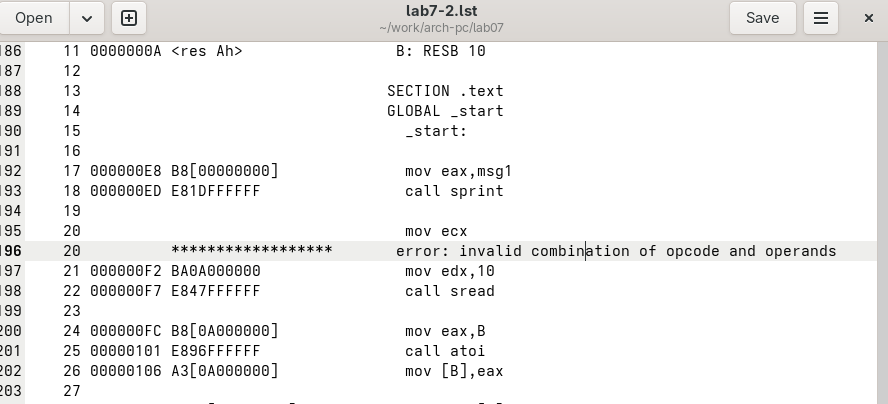 Open
lab7-2.lst
~/work/arch-pc/lab07
Save
186 11 0000000A <res Ah> B: RESB 10
187 12
188 13 SECTION .text
189 14 GLOBAL _start
190 15 _start:
191 16
192 17 000000E8 B8[00000000] mov eax,msg1
193 18 000000ED E81DFFFFFF call sprint
194 19
195 20 mov ecx
196 20 ****************** error: invalid combination of opcode and operands
197 21 000000F2 BA0A000000 mov edx,10
198 22 000000F7 E847FFFFFF call sread
199 23
200 24 000000FC B8[0A000000] mov eax,B
201 25 00000101 E896FFFFFF call atoi
202 26 00000106 A3[0A000000] mov [B],eax
203 27